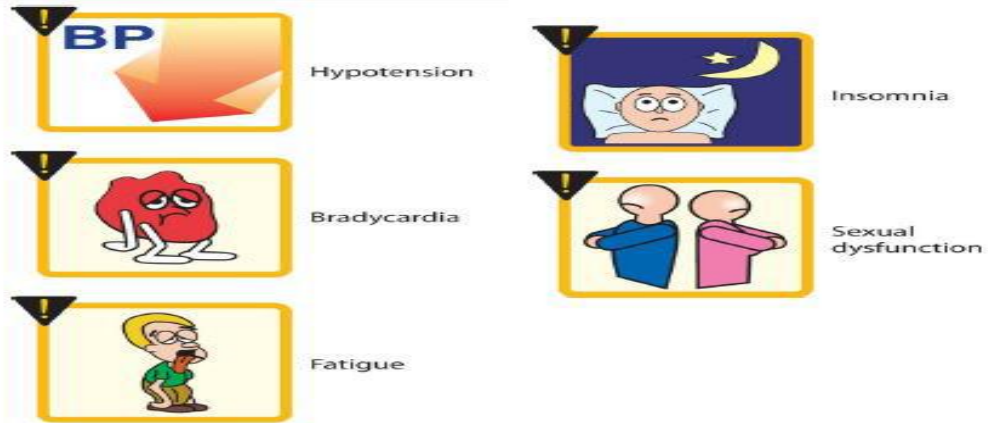 BP
Hypotension
Bradycardia
Fatigue
Insomnia
Sexual
dysfunction